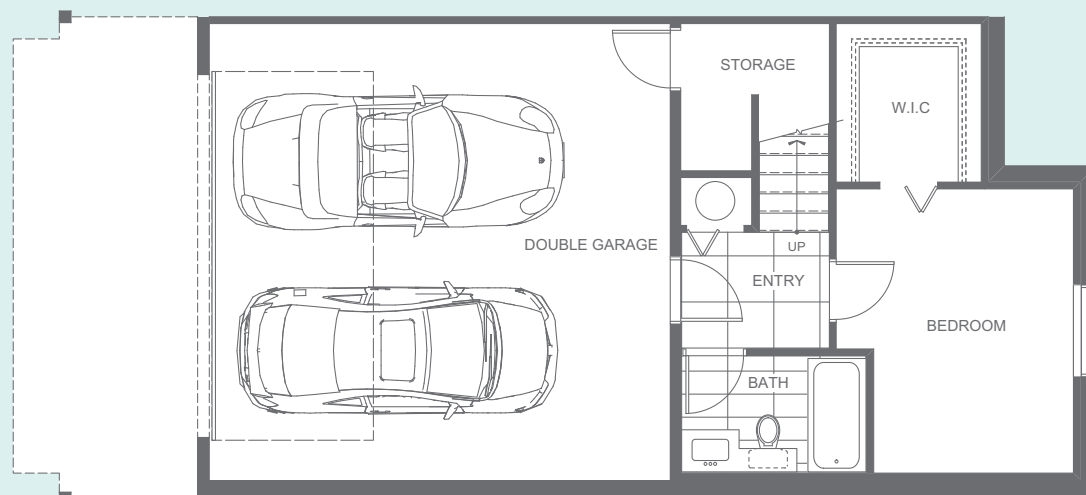 STORAGE
W.I.C
DOUBLE GARAGE
UP
ENTRY
BEDROOM
BATH